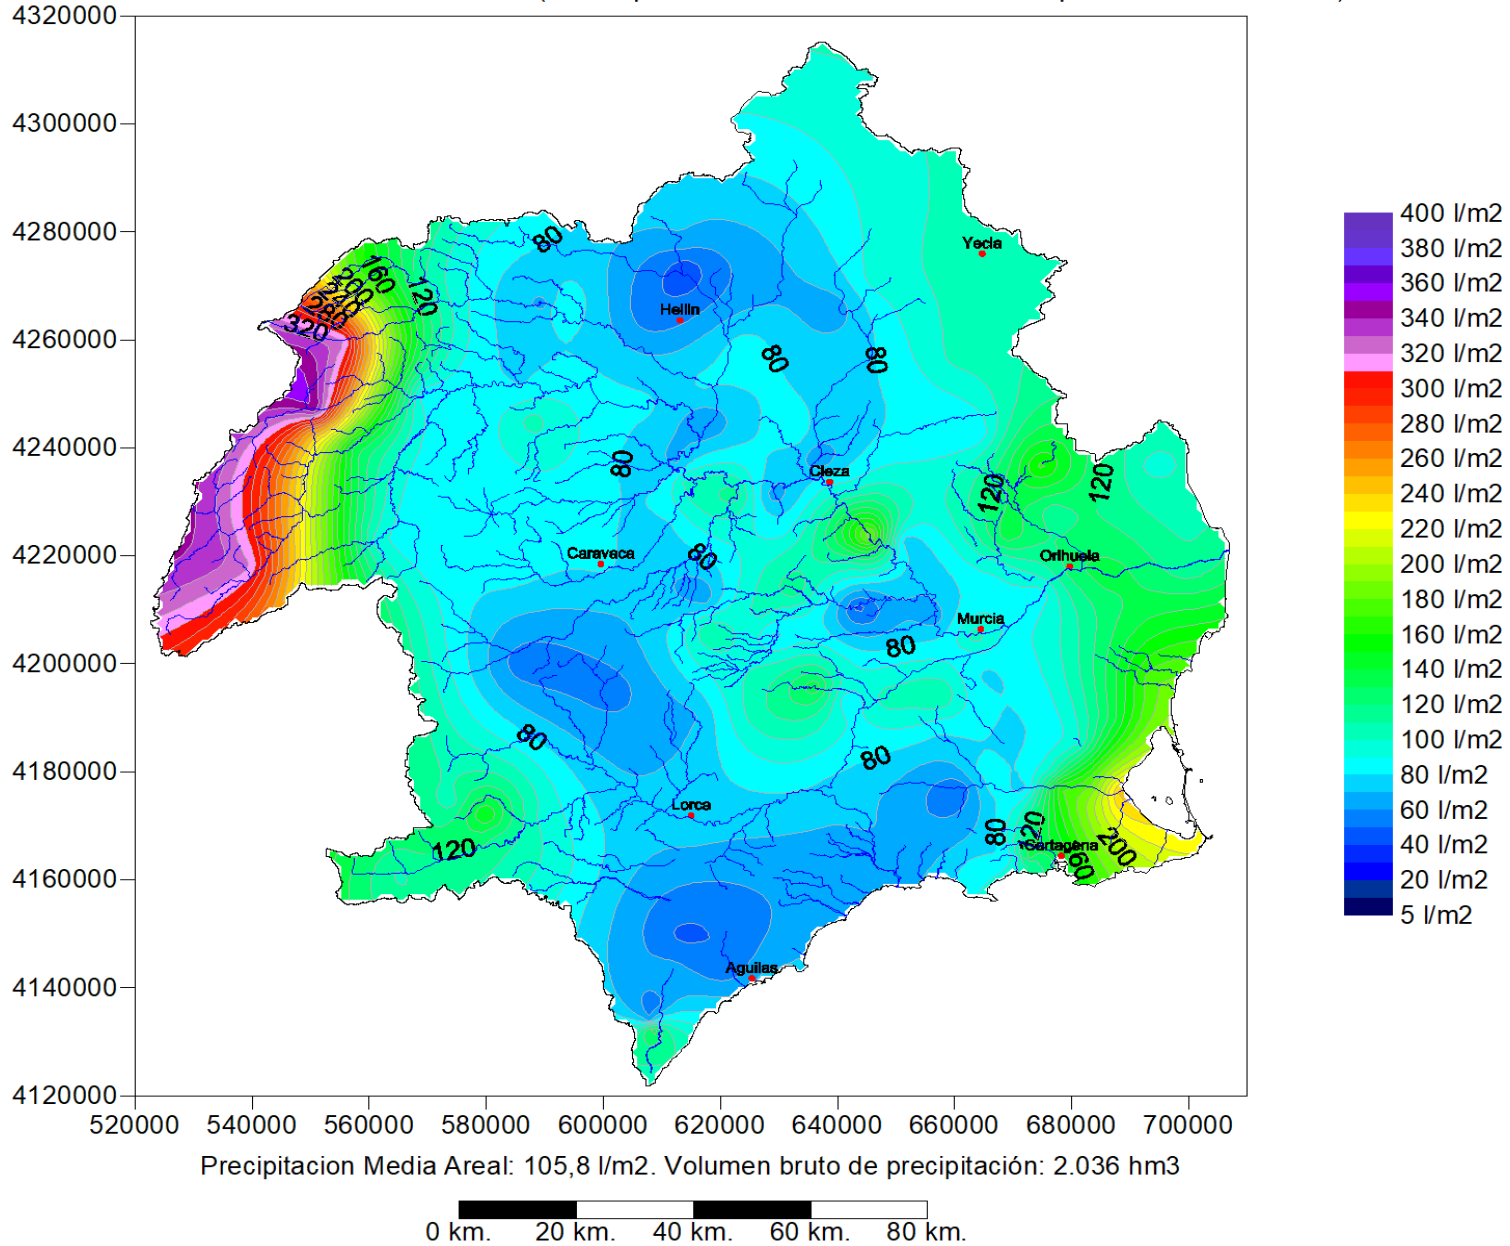 4320000
4300000
4280000
4260000
4240000
4220000
4200000
4180000
4160000
4140000
4120000
520000 540000 560000 580000 600000 620000 640000 660000 680000 700000
80
160
200
240
280
320
120
Yecla
Hellin
80
80
80
Cieza
120
120
Caravaca
80
Orihuela
Murcia
80
80
80
Lorca
120
80
120
Cartagena
160
200
Aguilas
400 l/m2
380 l/m2
360 l/m2
340 l/m2
320 l/m2
300 l/m2
280 l/m2
260 l/m2
240 l/m2
220 l/m2
200 l/m2
180 l/m2
160 l/m2
140 l/m2
120 l/m2
100 l/m2
80 l/m2
60 l/m2
40 l/m2
20 l/m2
5 l/m2
Precipitacion Media Areal: 105,8 l/m2. Volumen bruto de precipitación: 2.036 hm3
0 km. 20 km. 40 km. 60 km. 80 km.